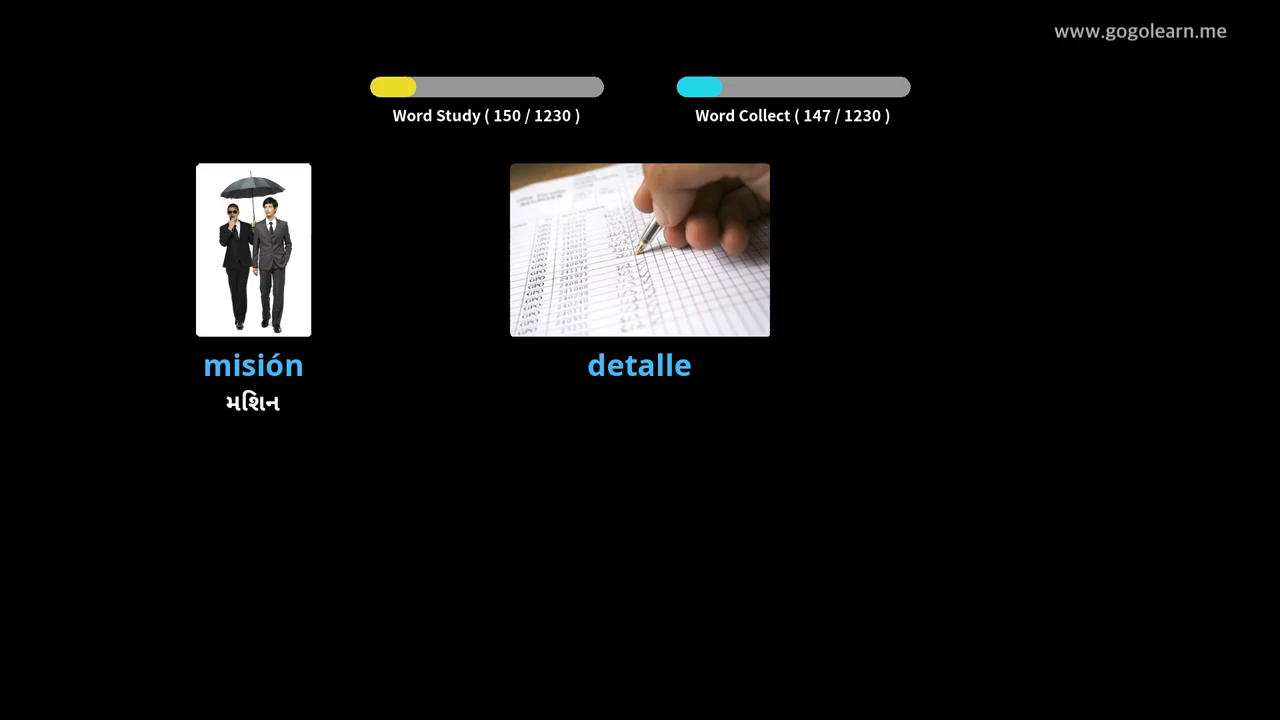 www.gogolearn.me
Word Study ( 150 / 1230 )
Word Collect ( 147 / 1230 )
misión
મશિન
detalle